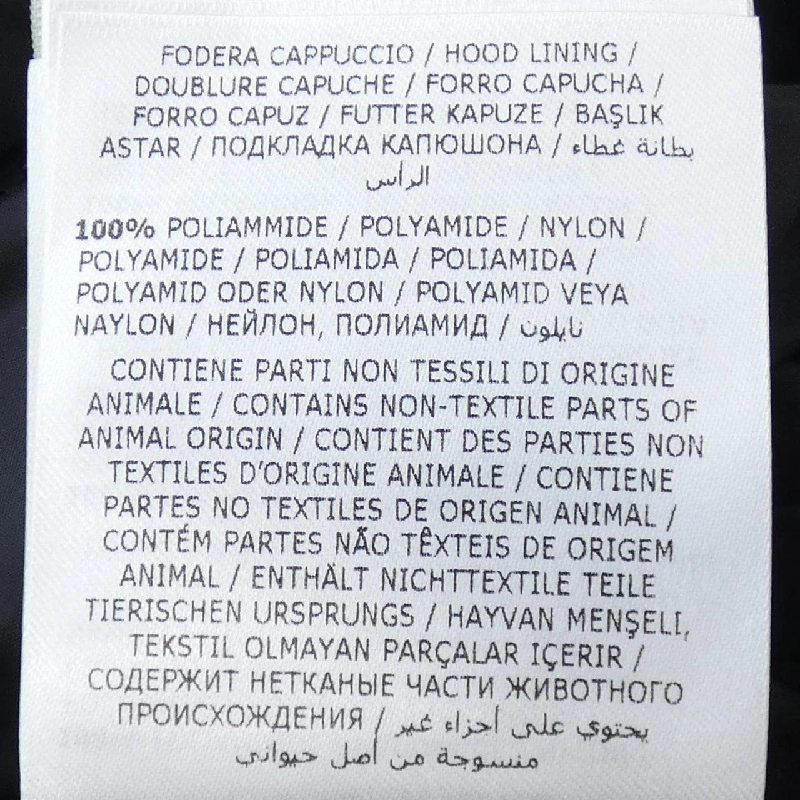 FODERA CAPPUCCIO / HOOD LINING /
DOUBLURE CAPUCHE / FORRO CAPUCHA /
FORRO CAPUZ / FUTTER KAPUZE / BAŞLIK
ASTAR / ПОДКЛАДКА КАПЮШОНА / بطانة غطاء
الرأس
100% POLIAMMIDE / POLYAMIDE / NYLON /
POLYAMIDE / POLIAMIDA / POLIAMIDA /
POLYAMID ODER NYLON / POLYAMID VEYA
NAYLON / НЕЙЛОН, ПОЛИАМИД / نايلون
CONTIENE PARTI NON TESSILI DI ORIGINE
ANIMALE / CONTAINS NON-TEXTILE PARTS OF
ANIMAL ORIGIN / CONTIENT DES PARTIES NON
TEXTILES D'ORIGINE ANIMALE / CONTIENE
PARTES NO TEXTILES DE ORIGEN ANIMAL /
CONTÉM PARTES NÃO TÊXTEIS DE ORIGEM
ANIMAL / ENTHÄLT NICHTTEXTILE TEILE
TIERISCHEN URSPRUNGS / HAYVAN MENŞELI,
TEKSTIL OLMAYAN PARÇALAR IÇERIR /
СОДЕРЖИТ НЕТКАНЫЕ ЧАСТИ ЖИВОТНОГО
ПРОИСХОЖДЕНИЯ / يحتوي على أجزاء غير
منسوجة من أصل حيواني